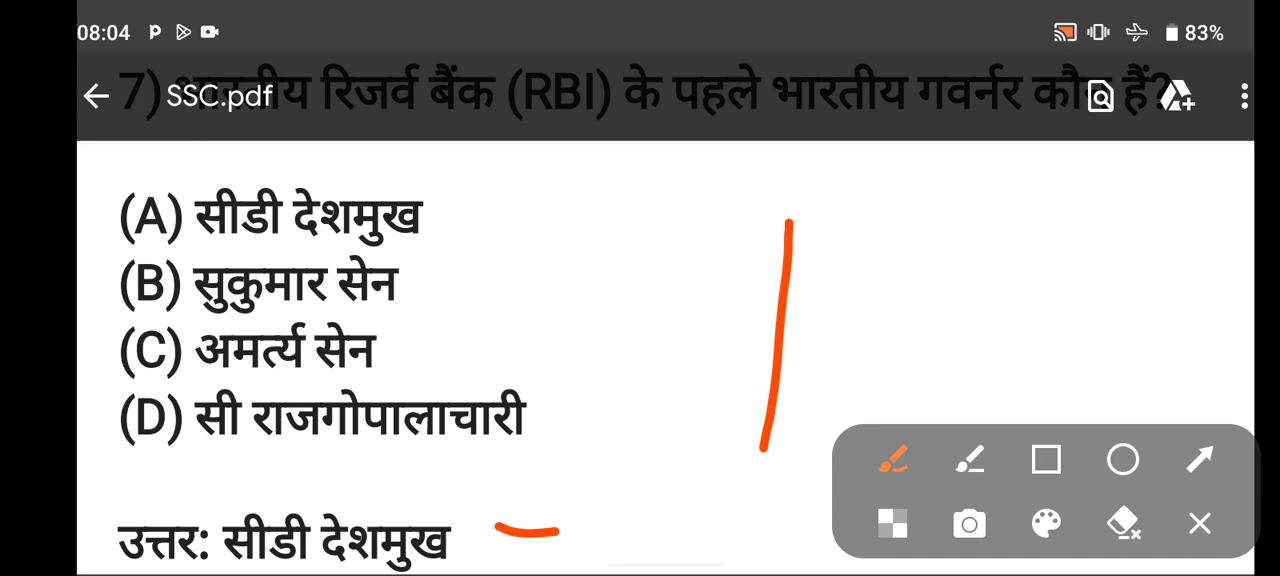 08:04 83%
7) भारतीय रिजर्व बैंक (RBI) के पहले भारतीय गवर्नर कौन हैं?
SSC.pdf
(A) सीडी देशमुख
(B) सुकुमार सेन
(C) अमर्त्य सेन
(D) सी राजगोपालाचारी
उत्तर: सीडी देशमुख